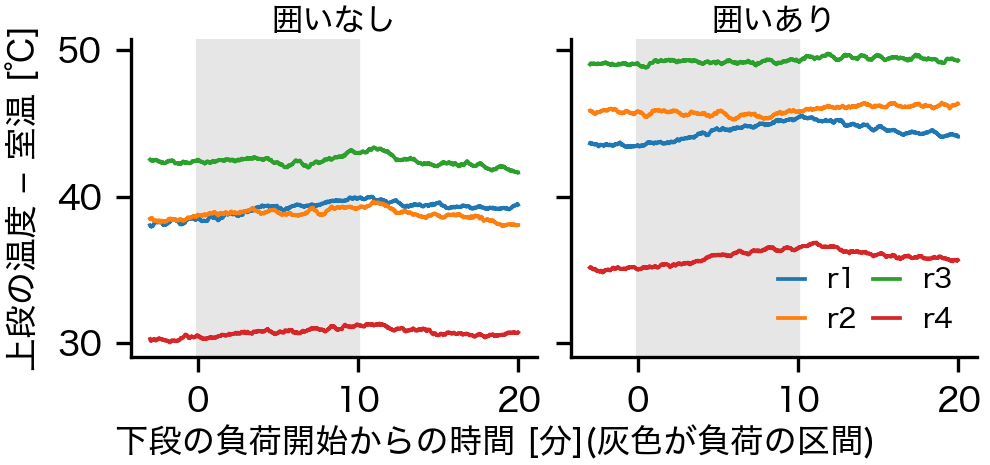 囲いなし
囲いあり
上段の温度 − 室温 [℃]
50
40
30
0
10
20
0
10
20
r1
r3
r2
r4
下段の負荷開始からの時間 [分](灰色が負荷の区間)